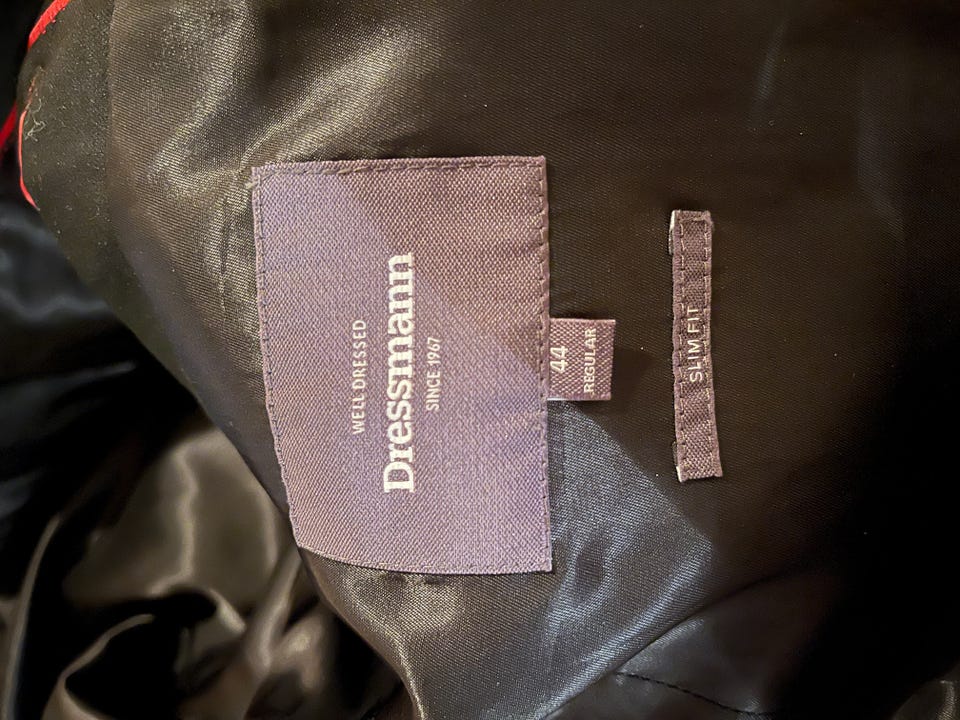 WELL DRESSED
Dressmann
SINCE 1967
44
REGULAR
SLIM FIT